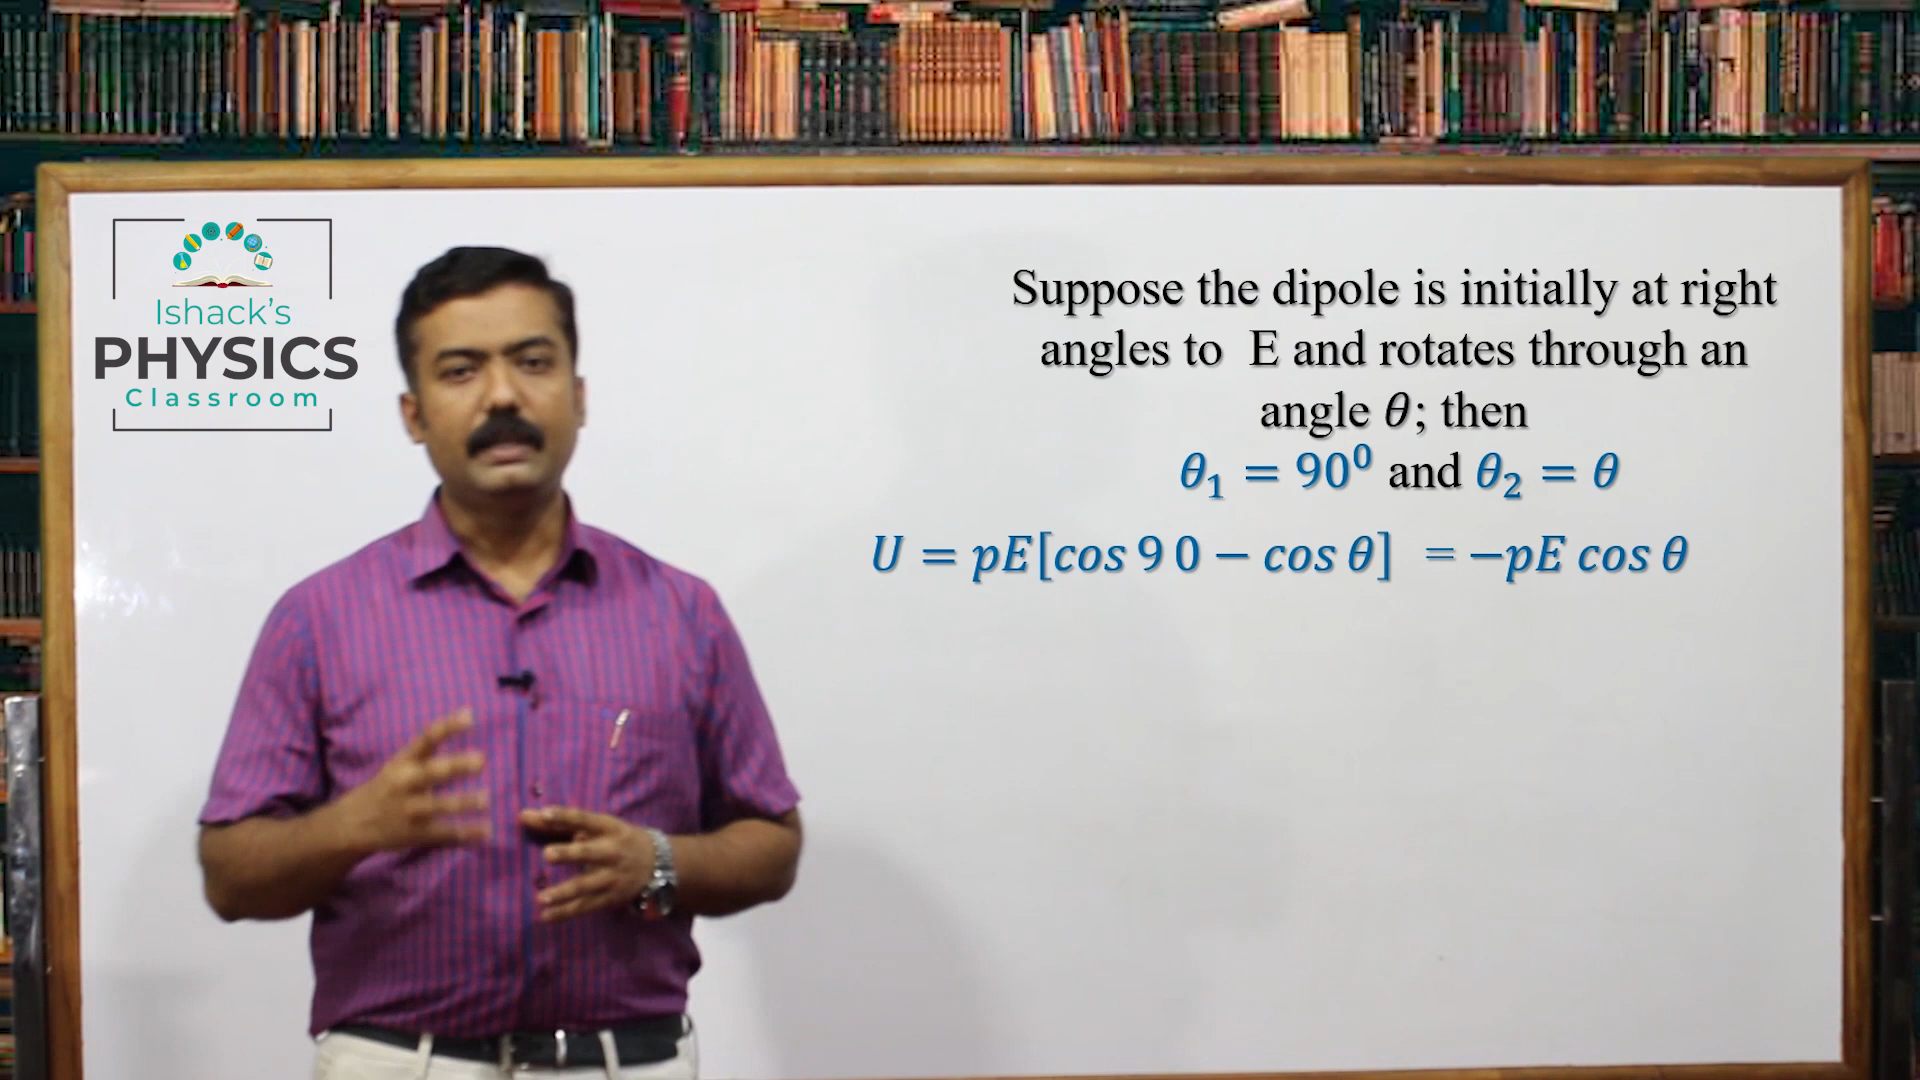 Ishack's
PHYSICS
Classroom
Suppose the dipole is initially at right
angles to E and rotates through an
angle θ; then
θ₁ = 90⁰ and θ₂ = θ
U = pE[cos 9 0 − cos θ] = −pE cos θ